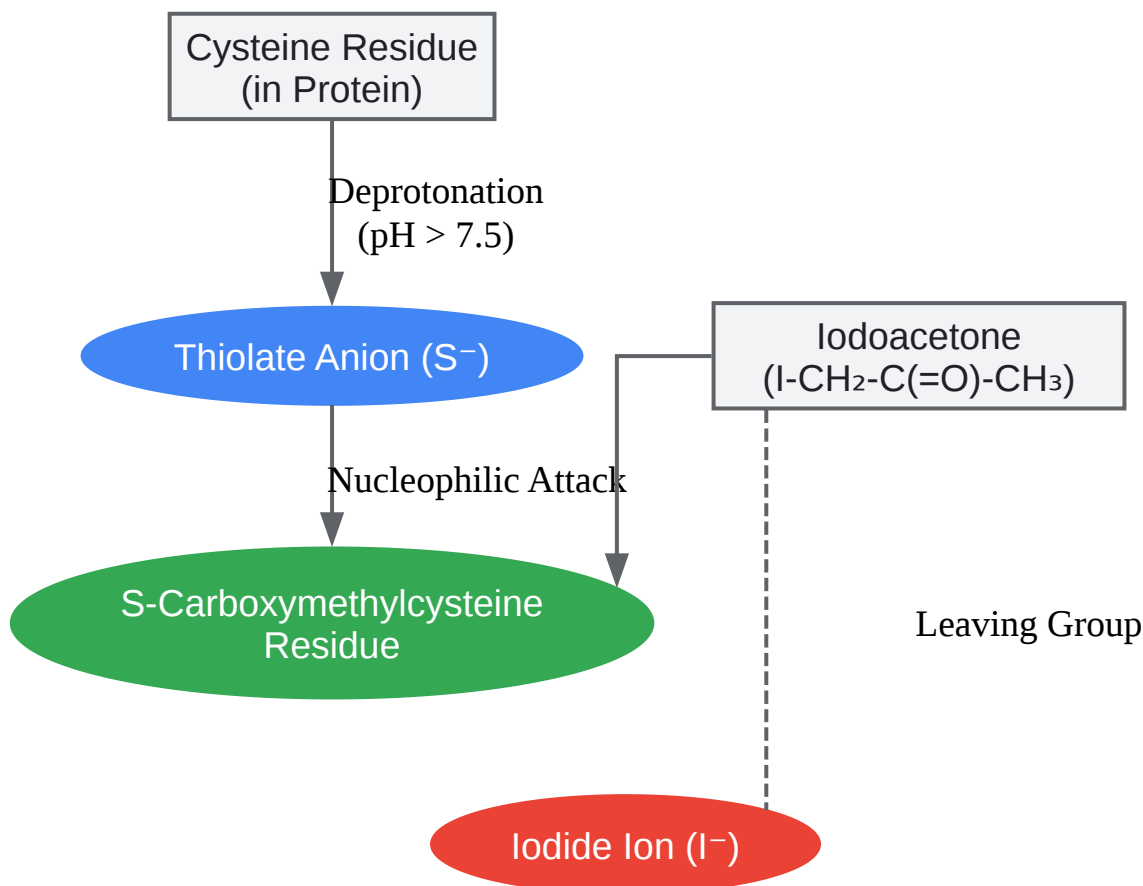 Cysteine Residue
(in Protein)
Deprotonation
(pH > 7.5)
Thiolate Anion (S⁻)
Iodoacetone
(I-CH₂-C(=O)-CH₃)
Nucleophilic Attack
S-Carboxymethylcysteine
Residue
Leaving Group
Iodide Ion (I⁻)